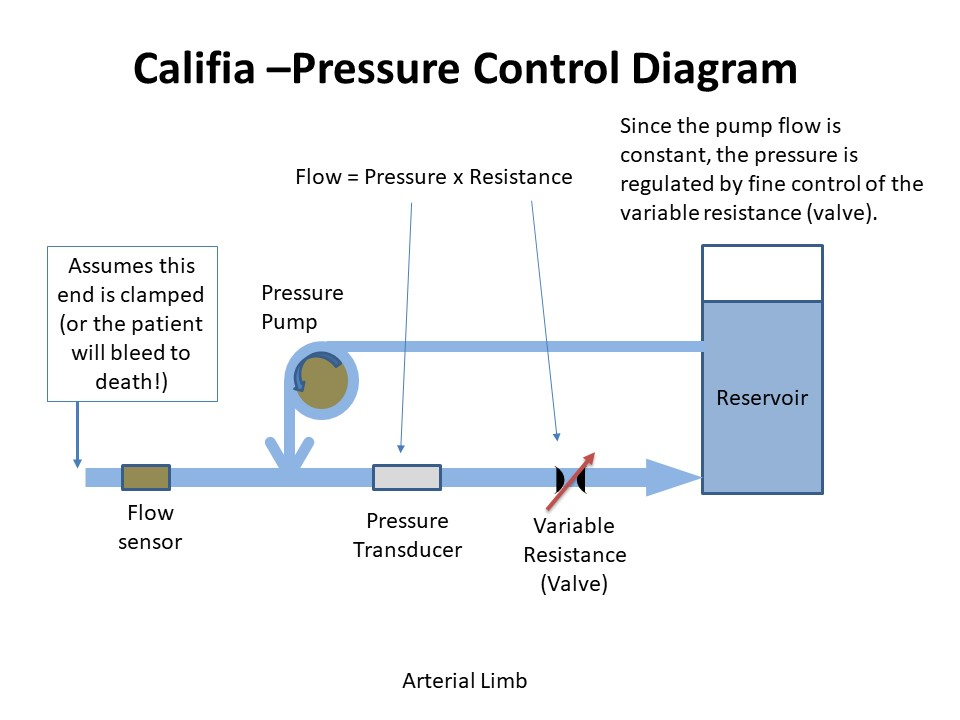 Califia –Pressure Control Diagram
Since the pump flow is
constant, the pressure is
regulated by fine control of the
variable resistance (valve).
Flow = Pressure x Resistance
Assumes this
end is clamped
(or the patient
will bleed to
death!)
Pressure
Pump
Reservoir
Flow
sensor
Pressure
Transducer
Variable
Resistance
(Valve)
Arterial Limb